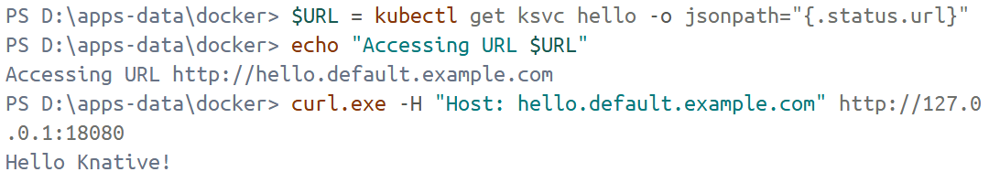 PS D:\apps-data\docker> $URL = kubectl get ksvc hello -o jsonpath="{.status.url}"
PS D:\apps-data\docker> echo "Accessing URL $URL"
Accessing URL http://hello.default.example.com
PS D:\apps-data\docker> curl.exe -H "Host: hello.default.example.com" http://127.0
.0.1:18080
Hello Knative!